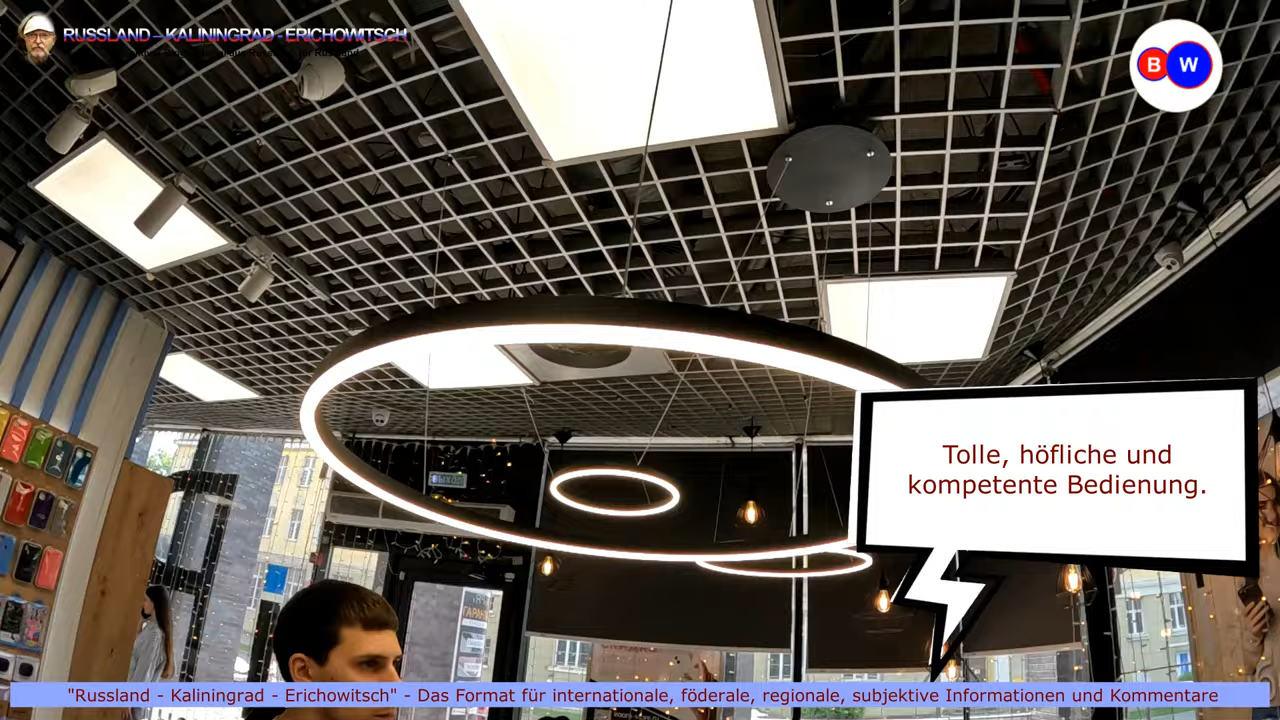 RUSSLAND – KALININGRAD - ERICHOWITSCH
B W
Tolle, höfliche und
kompetente Bedienung.
ВЫХОД
"Russland - Kaliningrad - Erichowitsch" - Das Format für internationale, föderale, regionale, subjektive Informationen und Kommentare